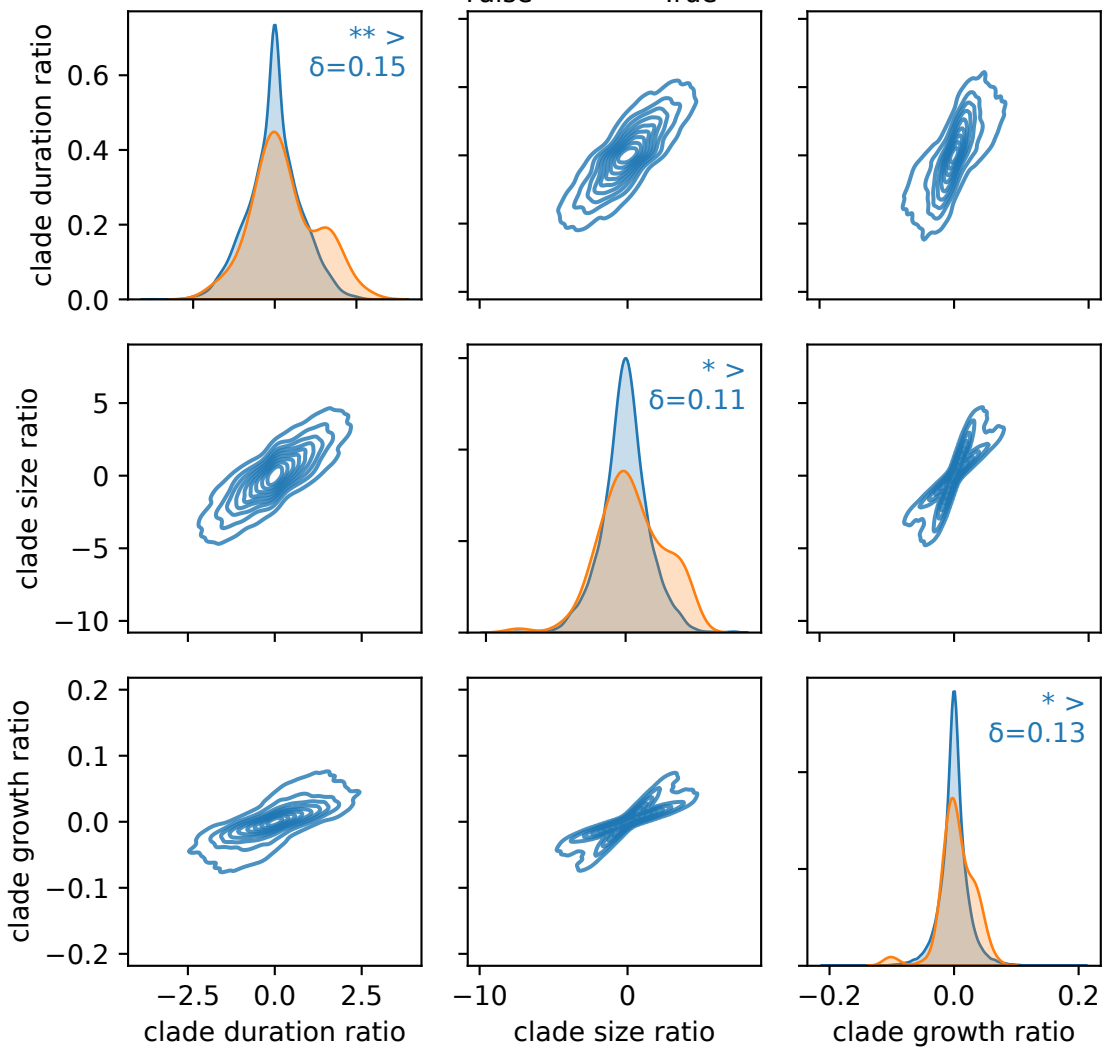 True
clade duration ratio
0.6
0.4
0.2
0.0
** >
δ=0.15
clade size ratio
5
0
−5
−10
* >
δ=0.11
clade growth ratio
0.2
0.1
0.0
−0.1
−0.2
* >
δ=0.13
−2.5 0.0 2.5
−10 0
−0.2 0.0 0.2
clade duration ratio
clade size ratio
clade growth ratio